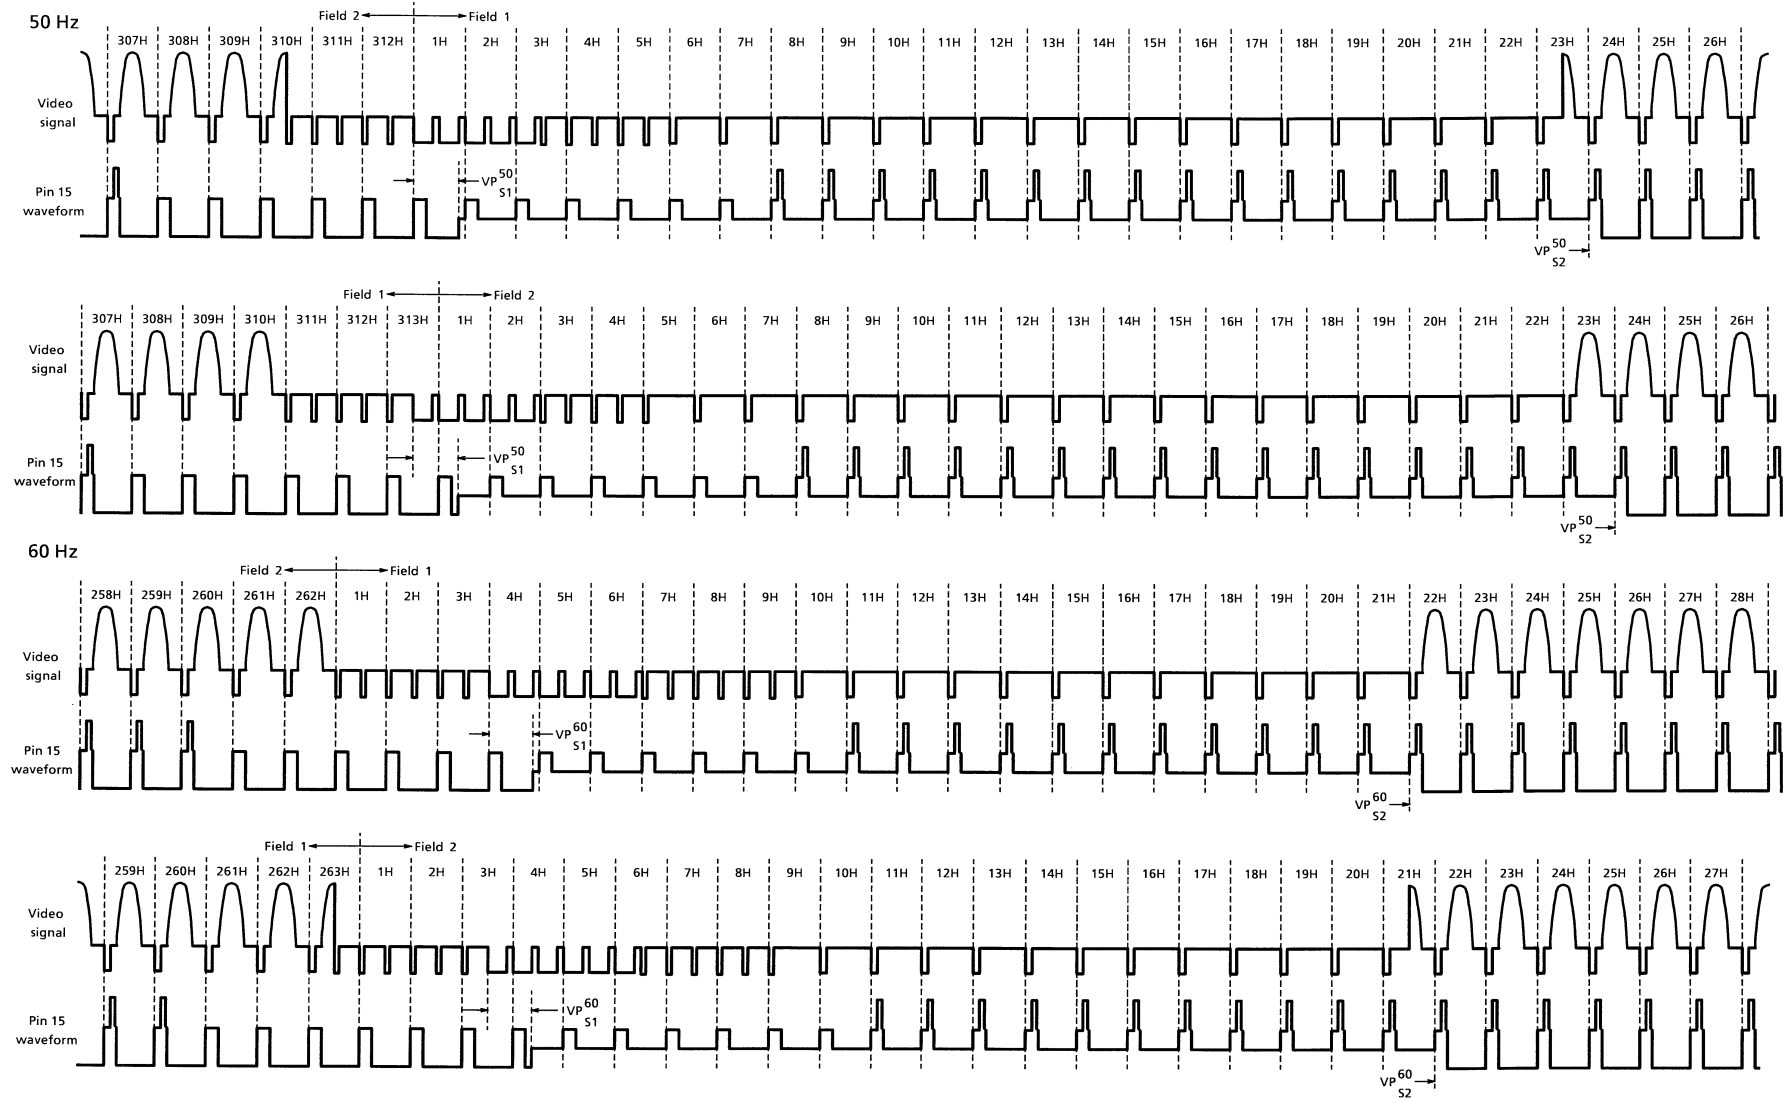 50 Hz
Field 2 Field 1
307H 308H 309H 310H 311H 312H 1H 2H 3H 4H 5H 6H 7H 8H 9H 10H 11H 12H 13H 14H 15H 16H 17H 18H 19H 20H 21H 22H 23H 24H 25H 26H
Video
signal
VP 50 S1
Pin 15
waveform
VP 50 S2
Field 1 Field 2
307H 308H 309H 310H 311H 312H 313H 1H 2H 3H 4H 5H 6H 7H 8H 9H 10H 11H 12H 13H 14H 15H 16H 17H 18H 19H 20H 21H 22H 23H 24H 25H 26H
Video
signal
VP 50 S1
Pin 15
waveform
VP 50 S2
60 Hz
Field 2 Field 1
258H 259H 260H 261H 262H 1H 2H 3H 4H 5H 6H 7H 8H 9H 10H 11H 12H 13H 14H 15H 16H 17H 18H 19H 20H 21H 22H 23H 24H 25H 26H 27H 28H
Video
signal
VP 60 S1
Pin 15
waveform
VP 60 S2
Field 1 Field 2
259H 260H 261H 262H 263H 1H 2H 3H 4H 5H 6H 7H 8H 9H 10H 11H 12H 13H 14H 15H 16H 17H 18H 19H 20H 21H 22H 23H 24H 25H 26H 27H
Video
signal
VP 60 S1
Pin 15
waveform
VP 60 S2